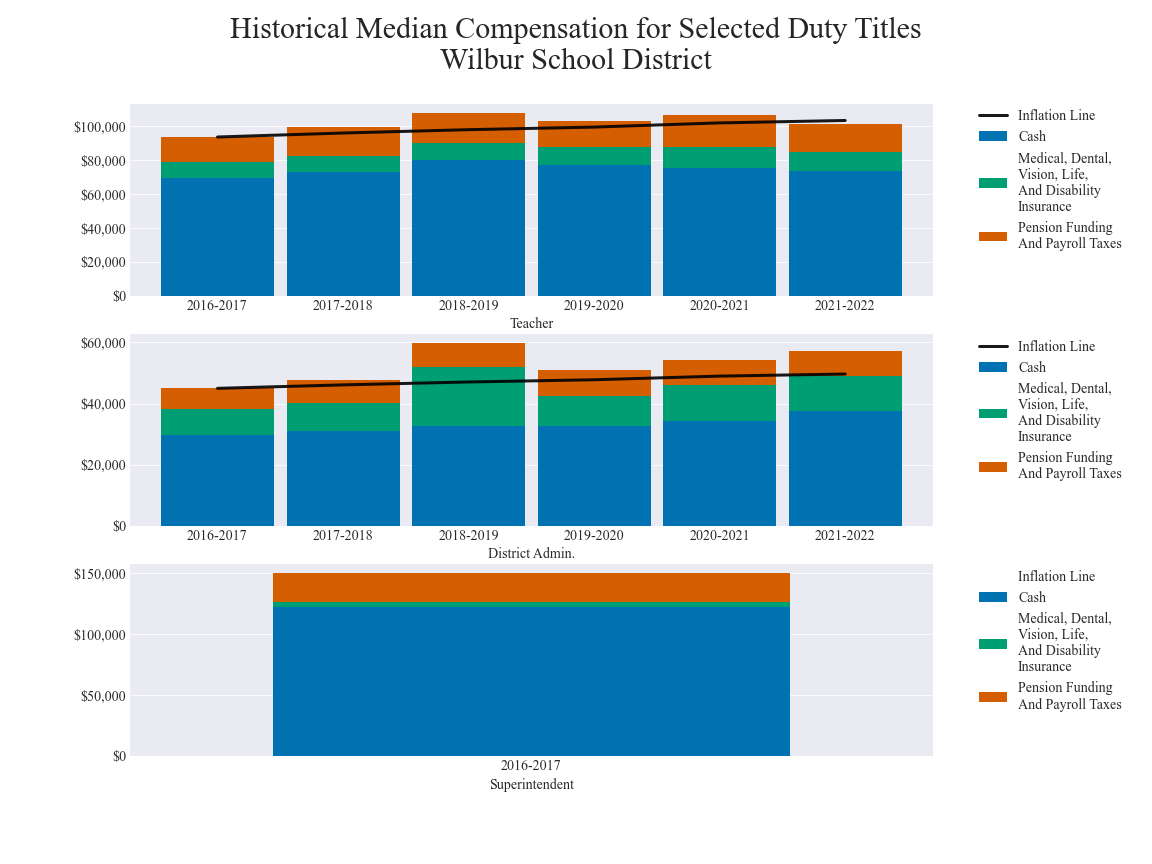 Historical Median Compensation for Selected Duty Titles
Wilbur School District
$100,000
$80,000
$60,000
$40,000
$20,000
$0
2016-2017 2017-2018 2018-2019 2019-2020 2020-2021 2021-2022
Teacher
Inflation Line
Cash
Medical, Dental,
Vision, Life,
And Disability
Insurance
Pension Funding
And Payroll Taxes
$60,000
$40,000
$20,000
$0
2016-2017 2017-2018 2018-2019 2019-2020 2020-2021 2021-2022
District Admin.
Inflation Line
Cash
Medical, Dental,
Vision, Life,
And Disability
Insurance
Pension Funding
And Payroll Taxes
$150,000
$100,000
$50,000
$0
2016-2017
Superintendent
Inflation Line
Cash
Medical, Dental,
Vision, Life,
And Disability
Insurance
Pension Funding
And Payroll Taxes